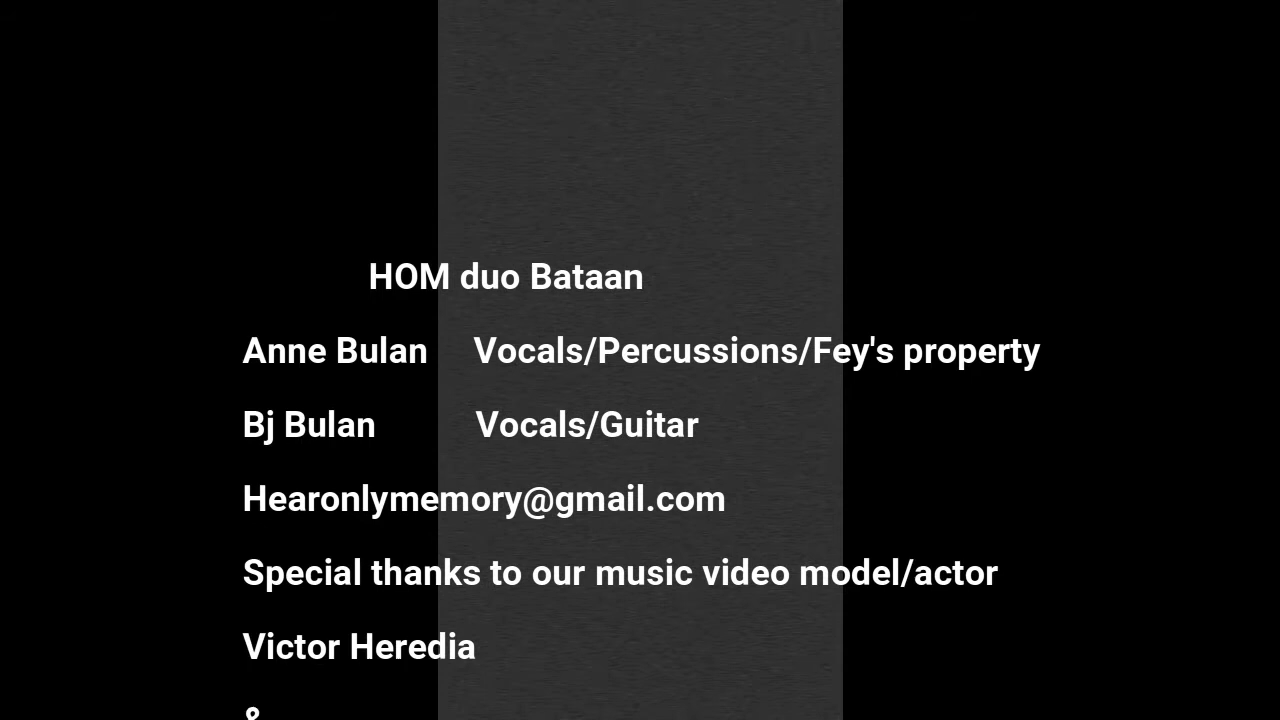 HOM duo Bataan
Anne Bulan Vocals/Percussions/Fey's property
Bj Bulan Vocals/Guitar
Hearonlymemory@gmail.com
Special thanks to our music video model/actor
Victor Heredia
&